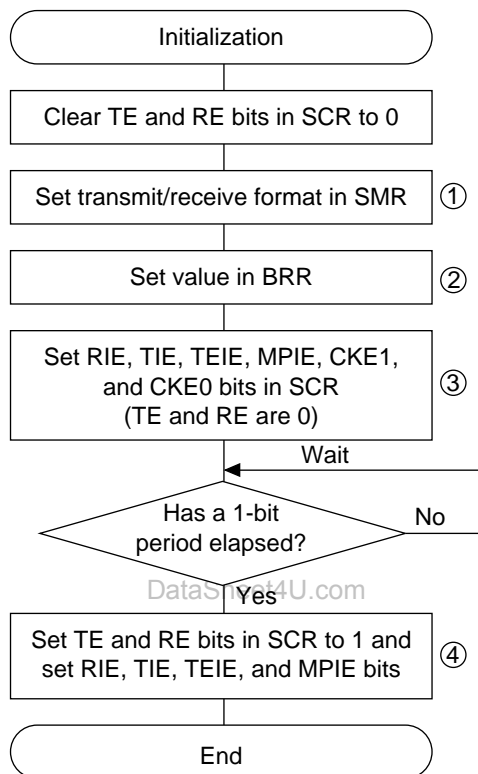 Initialization
Clear TE and RE bits in SCR to 0
Set transmit/receive format in SMR
①
Set value in BRR
②
Set RIE, TIE, TEIE, MPIE, CKE1,
and CKE0 bits in SCR
(TE and RE are 0)
③
Wait
Has a 1-bit
period elapsed?
No
DataSheet4U.com
Yes
Set TE and RE bits in SCR to 1 and
set RIE, TIE, TEIE, and MPIE bits
④
End